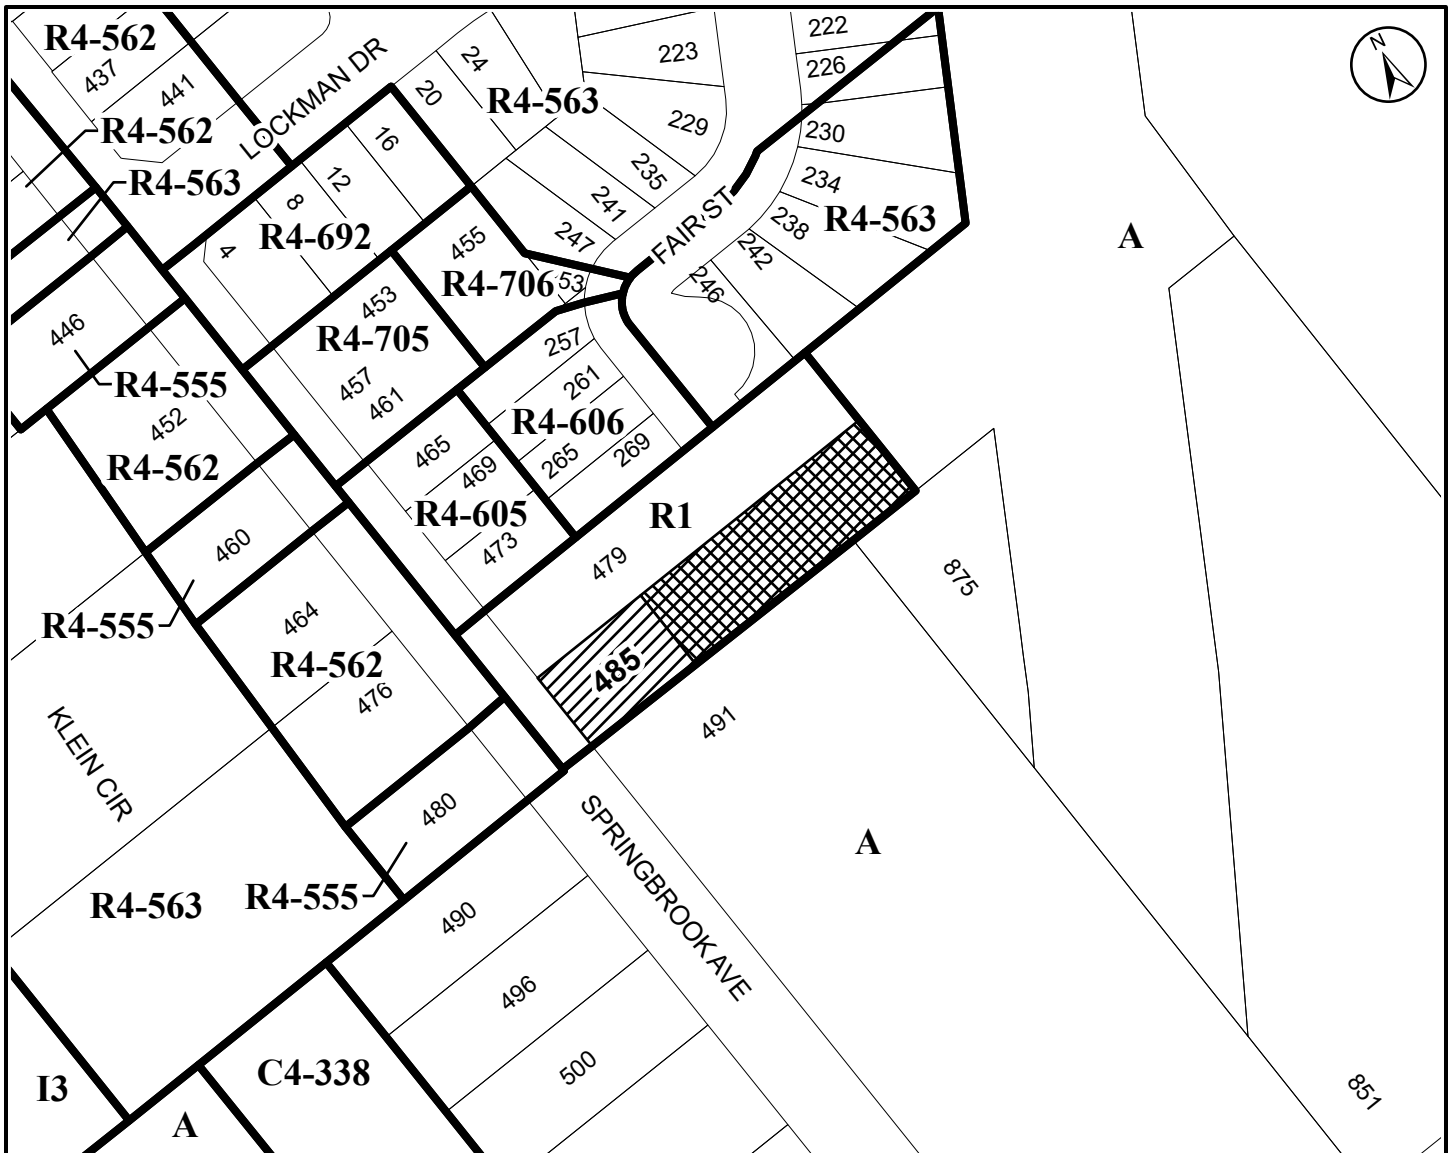 R4-562
437
441
LOCKMAN DR
24
20
R4-563
223
222
226
N
R4-562
R4-563
16
12
8
4
R4-692
229
235
241
247
230
234
238
242
246
R4-563
FAIR ST
A
455
R4-706
53
453
R4-705
457
461
446
R4-555
452
R4-562
257
261
R4-606
265
269
465
469
R4-605
473
R1
479
485
460
R4-555
464
R4-562
476
875
491
KLEIN CIR
480
R4-563
R4-555
SPRINGBROOK AVE
A
490
496
500
C4-338
I3
A
851